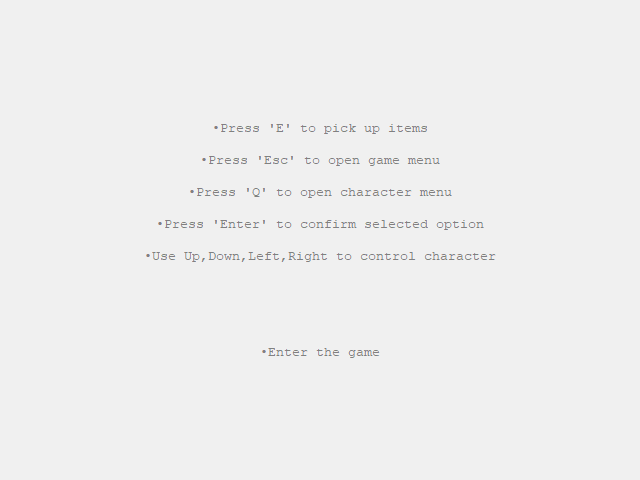 •Press 'E' to pick up items
•Press 'Esc' to open game menu
•Press 'Q' to open character menu
•Press 'Enter' to confirm selected option
•Use Up,Down,Left,Right to control character
•Enter the game